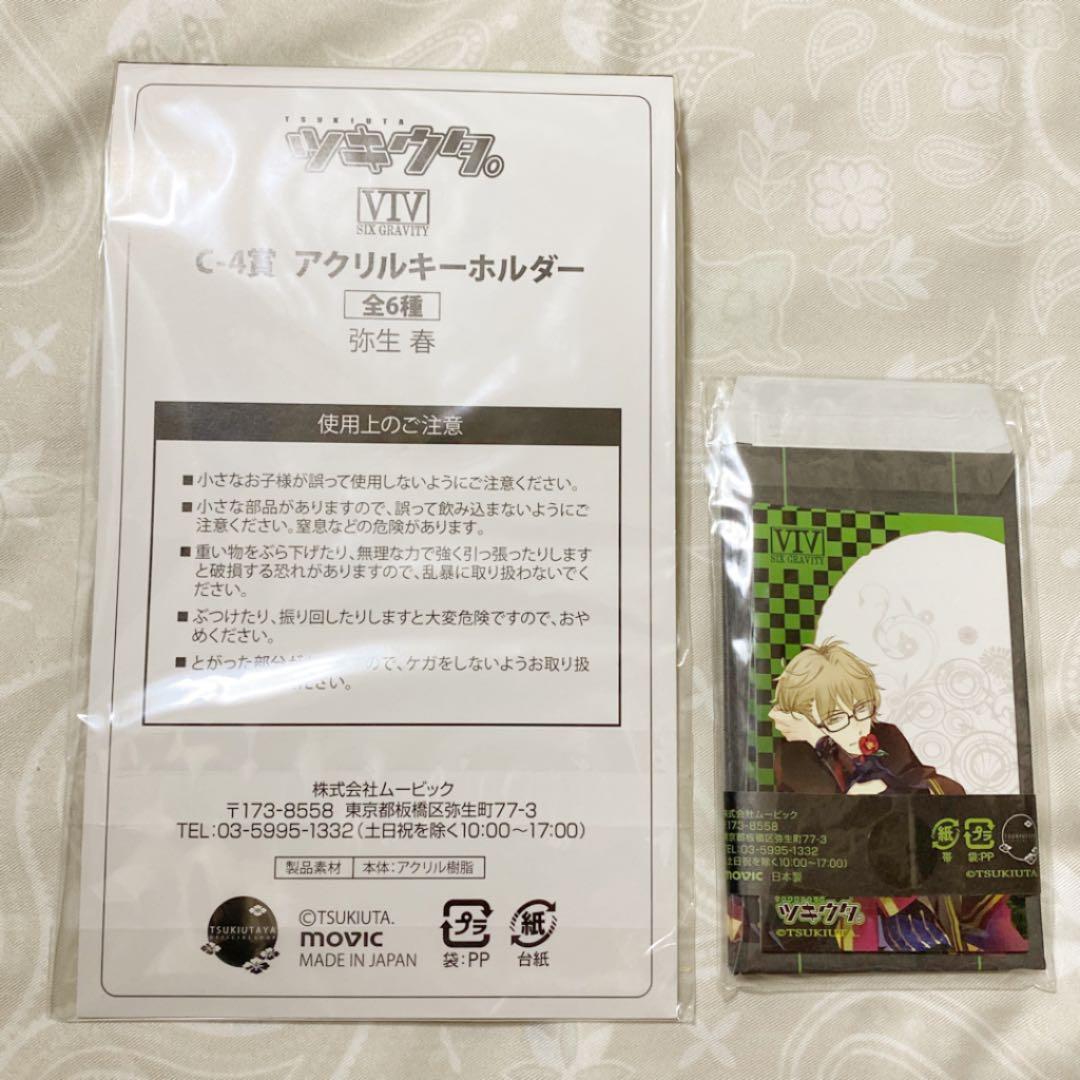 TSUKIUTA
ツキウタ。
VIV
SIX GRAVITY
C-4賞 アクリルキーホルダー
全6種
弥生 春
使用上のご注意
■小さなお子様が誤って使用しないようにご注意ください。
■小さな部品がありますので、誤って飲み込まないようにご
注意ください。窒息などの危険があります。
■重い物をぶら下げたり、無理な力で強く引っ張ったりします
と破損する恐れがありますので、乱暴に取り扱わないでく
ださい。
■ぶつけたり、振り回したりしますと大変危険ですので、おや
めください。
■とがった部分が ので、ケガをしないようお取り扱
ださい。
株式会社ムービック
〒173-8558 東京都板橋区弥生町77-3
TEL:03-5995-1332(土日祝を除く10:00〜17:00)
製品素材 本体:アクリル樹脂
TSUKIUTAYA
©TSUKIUTA.
movic
MADE IN JAPAN
プラ
袋:PP
紙
台紙
VIV
SIX GRAVITY
株式会社ムービック
〒173-8558
東京都板橋区弥生町77-3
TEL:03-5995-1332
(土日祝を除く10:00〜17:00)
movic 日本製
紙
帯
プラ
袋:PP
©TSUKIUTA
ツキウタ。
©TSUKIUTA.